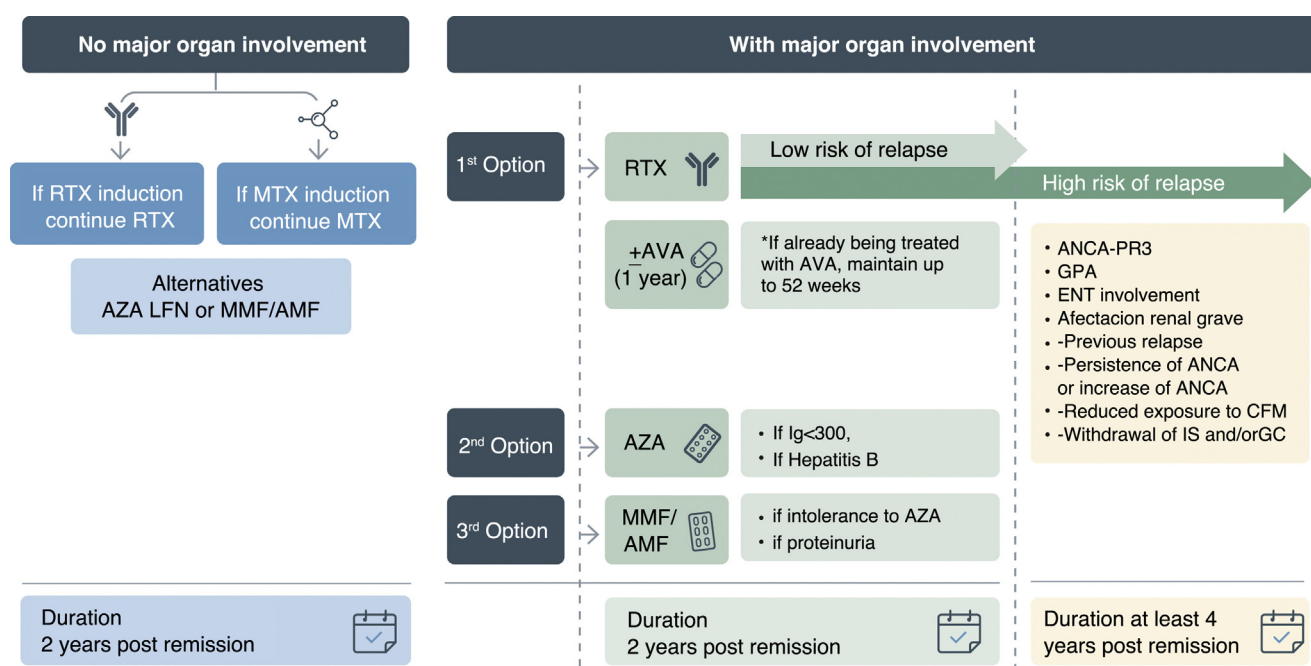 No major organ involvement
If RTX induction
continue RTX
If MTX induction
continue MTX
Alternatives
AZA LFN or MMF/AMF
Duration
2 years post remission
With major organ involvement
1st Option
RTX
Low risk of relapse
High risk of relapse
+AVA
(1 year)
*If already being treated
with AVA, maintain up
to 52 weeks
• ANCA-PR3
• GPA
• ENT involvement
• Afectacion renal grave
• -Previous relapse
• -Persistence of ANCA
or increase of ANCA
• -Reduced exposure to CFM
• -Withdrawal of IS and/orGC
2nd Option
AZA
• If Ig<300,
• If Hepatitis B
3rd Option
MMF/
AMF
• if intolerance to AZA
• if proteinuria
Duration
2 years post remission
Duration at least 4
years post remission